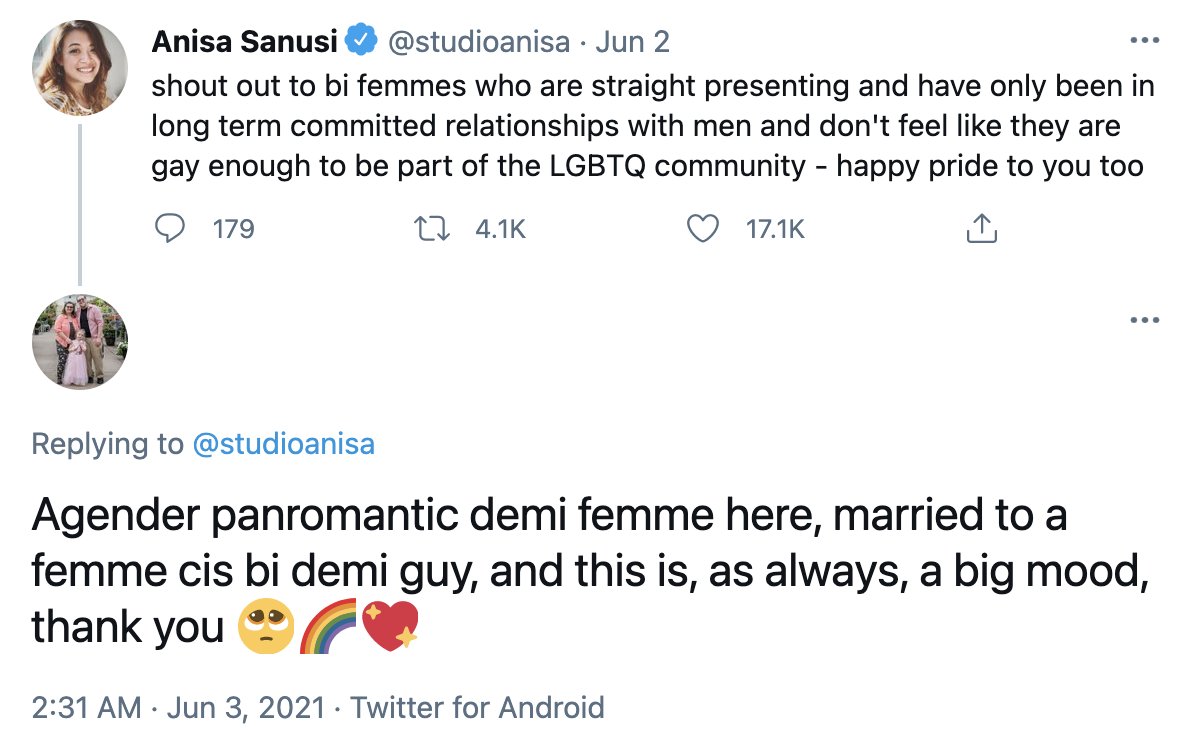 Anisa Sanusi @studioanisa · Jun 2
shout out to bi femmes who are straight presenting and have only been in
long term committed relationships with men and don't feel like they are
gay enough to be part of the LGBTQ community - happy pride to you too
179 4.1K 17.1K
Replying to @studioanisa
Agender panromantic demi femme here, married to a
femme cis bi demi guy, and this is, as always, a big mood,
thank you 🥺🌈💖
2:31 AM · Jun 3, 2021 · Twitter for Android